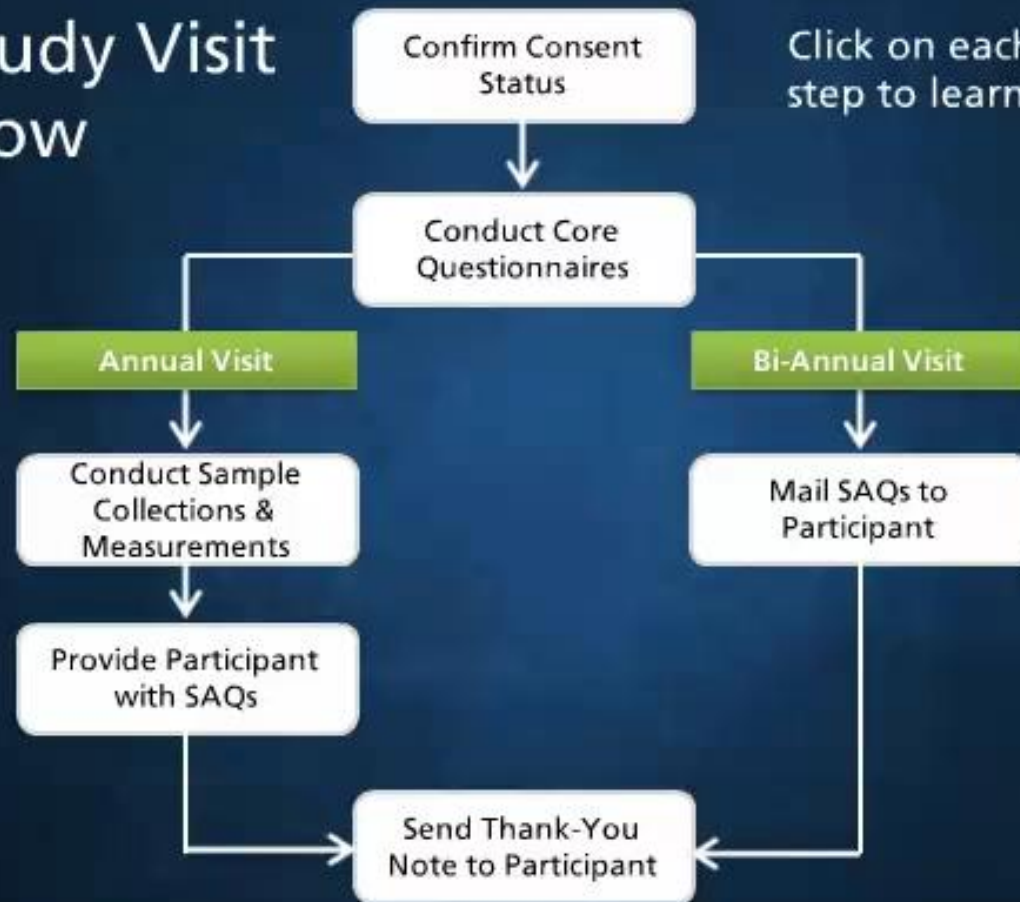 udy Visit
ow
Click on each
step to learn
Confirm Consent
Status
Conduct Core
Questionnaires
Annual Visit
Bi-Annual Visit
Conduct Sample
Collections &
Measurements
Mail SAQs to
Participant
Provide Participant
with SAQs
Send Thank-You
Note to Participant